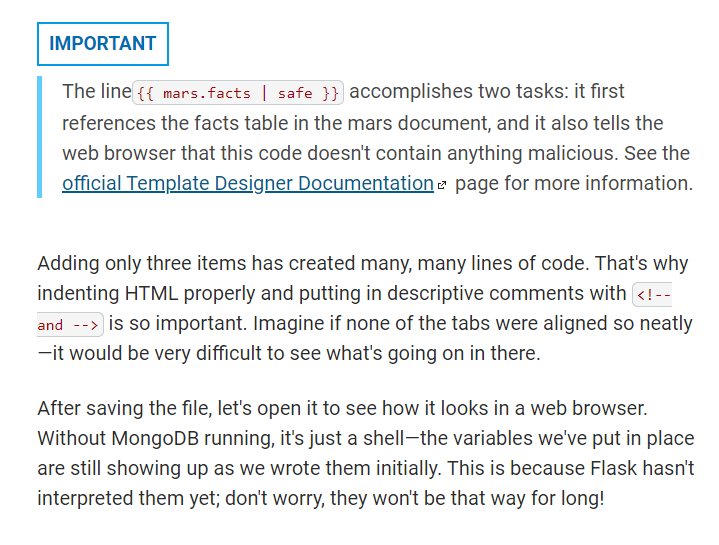 IMPORTANT
The line {{ mars.facts | safe }} accomplishes two tasks: it first
references the facts table in the mars document, and it also tells the
web browser that this code doesn't contain anything malicious. See the
official Template Designer Documentation page for more information.
Adding only three items has created many, many lines of code. That's why
indenting HTML properly and putting in descriptive comments with <!--
and --> is so important. Imagine if none of the tabs were aligned so neatly
—it would be very difficult to see what's going on in there.
After saving the file, let's open it to see how it looks in a web browser.
Without MongoDB running, it's just a shell—the variables we've put in place
are still showing up as we wrote them initially. This is because Flask hasn't
interpreted them yet; don't worry, they won't be that way for long!